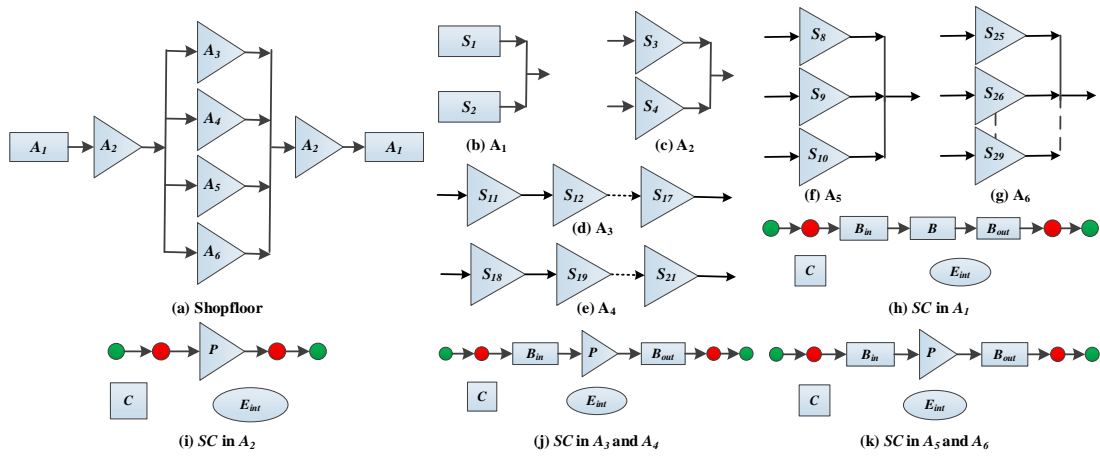 A1
A2
A3
A4
A5
A6
A2
A1
(a) Shopfloor
S1
S2
(b) A1
S3
S4
(c) A2
S11
S12
S17
(d) A3
S18
S19
S21
(e) A4
S8
S9
S10
(f) A5
S25
S26
S29
(g) A6
Bin
B
Bout
C
Eint
(h) SC in A1
P
C
Eint
(i) SC in A2
Bin
P
Bout
C
Eint
(j) SC in A3 and A4
Bin
P
Bout
C
Eint
(k) SC in A5 and A6